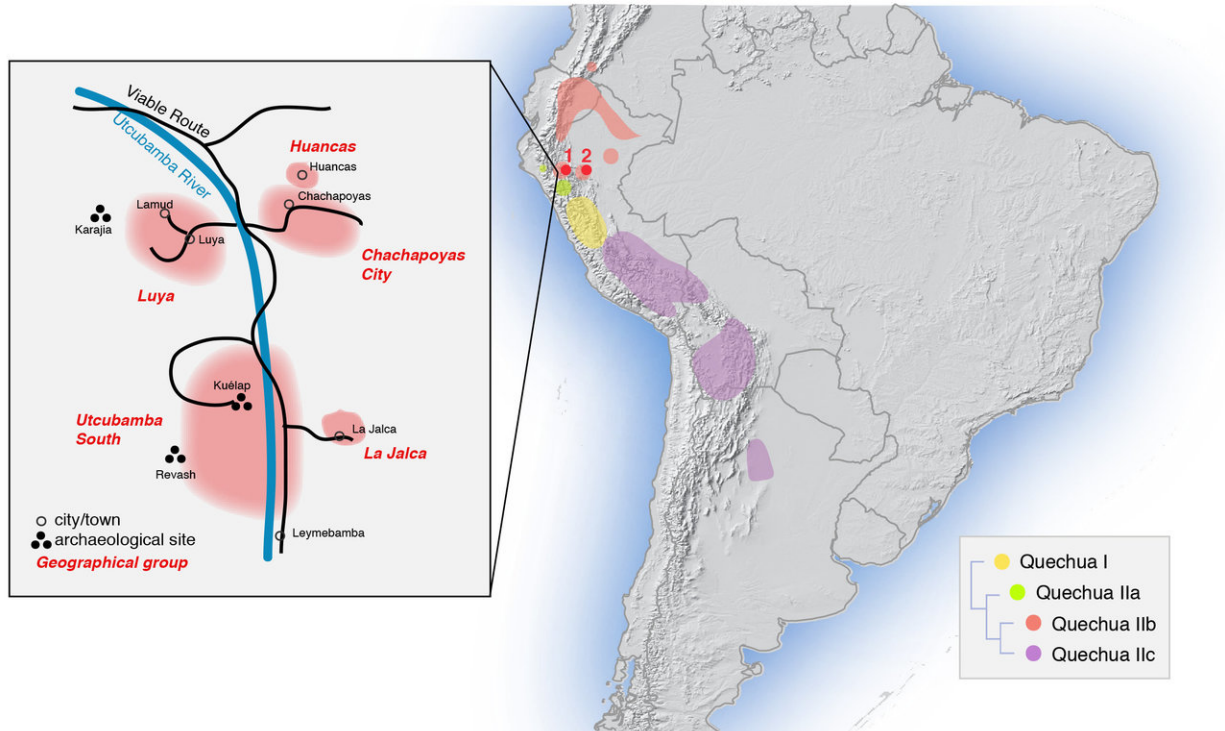 Viable Route
Utcubamba River
Huancas
Huancas
Chachapoyas
Lamud
Karajia
Luya
Chachapoyas
City
Luya
Kuélap
Utcubamba
South
La Jalca
La Jalca
Revash
Leymebamba
city/town
archaeological site
Geographical group
1 2
Quechua I
Quechua IIa
Quechua IIb
Quechua IIc